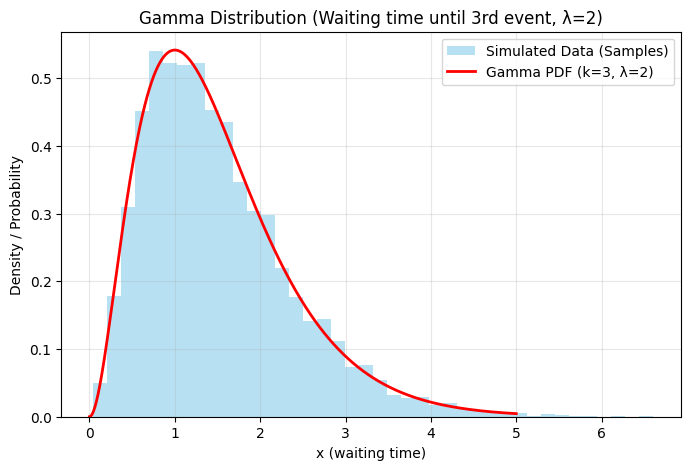 Gamma Distribution (Waiting time until 3rd event, λ=2)
Simulated Data (Samples)
Gamma PDF (k=3, λ=2)
Density / Probability
0.5
0.4
0.3
0.2
0.1
0.0
0 1 2 3 4 5 6
x (waiting time)